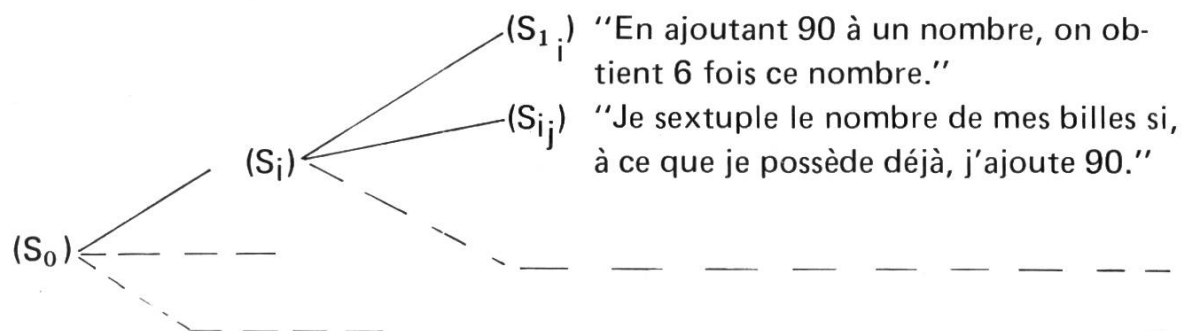 (S₁ᵢ) "En ajoutant 90 à un nombre, on ob-
tient 6 fois ce nombre."
(Sᵢⱼ) "Je sextuple le nombre de mes billes si,
(Sᵢ) à ce que je possède déjà, j'ajoute 90."
(S₀)